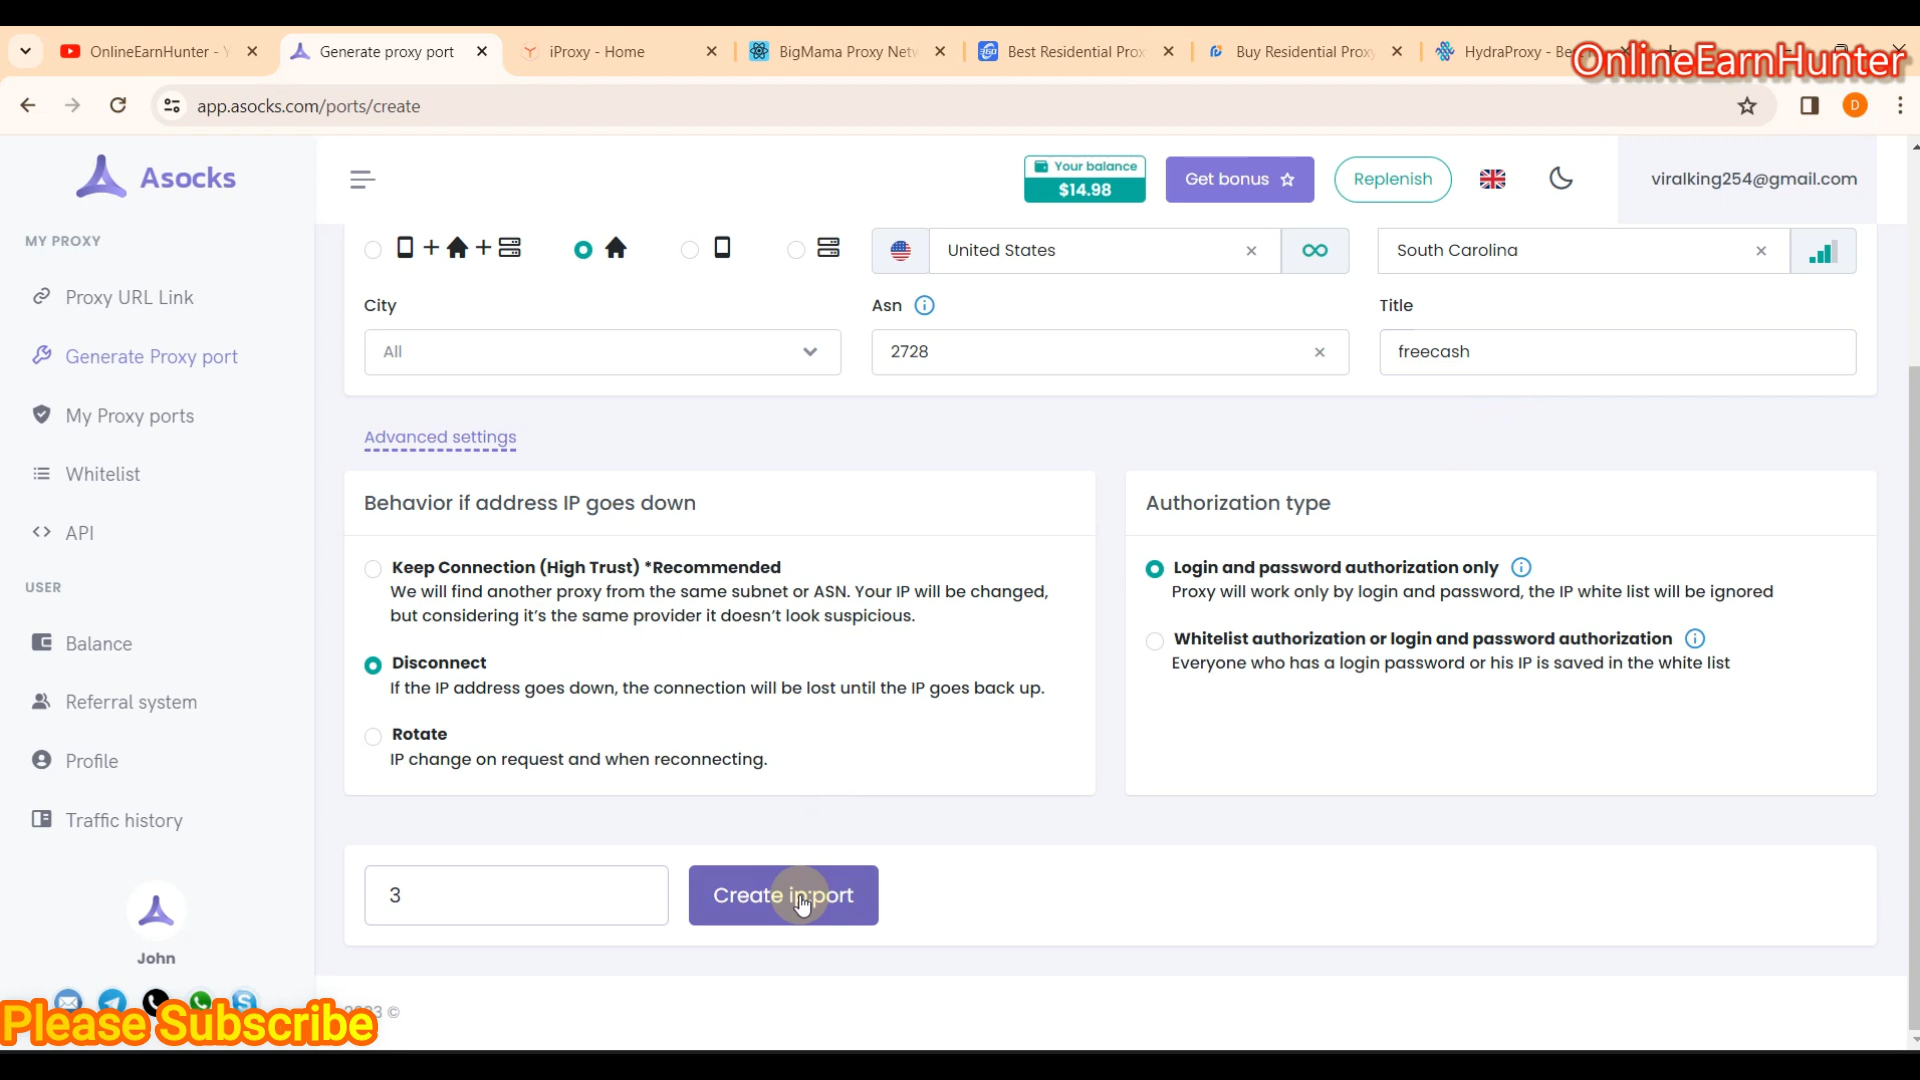 OnlineEarnHunter - Y
Generate proxy port
iProxy - Home
BigMama Proxy Netw
Best Residential Prox
Buy Residential Proxy
HydraProxy - Be
OnlineEarnHunter
app.asocks.com/ports/create
D
Asocks
Your balance
$14.98
Get bonus
Replenish
viralking254@gmail.com
MY PROXY
Proxy URL Link
Generate Proxy port
My Proxy ports
Whitelist
API
USER
Balance
Referral system
Profile
Traffic history
John
United States
South Carolina
City
Asn
Title
All
2728
freecash
Advanced settings
Behavior if address IP goes down
Keep Connection (High Trust) *Recommended
We will find another proxy from the same subnet or ASN. Your IP will be changed,
but considering it’s the same provider it doesn’t look suspicious.
Disconnect
If the IP address goes down, the connection will be lost until the IP goes back up.
Rotate
IP change on request and when reconnecting.
Authorization type
Login and password authorization only
Proxy will work only by login and password, the IP white list will be ignored
Whitelist authorization or login and password authorization
Everyone who has a login password or his IP is saved in the white list
3
Create ip:port
©
Please Subscribe